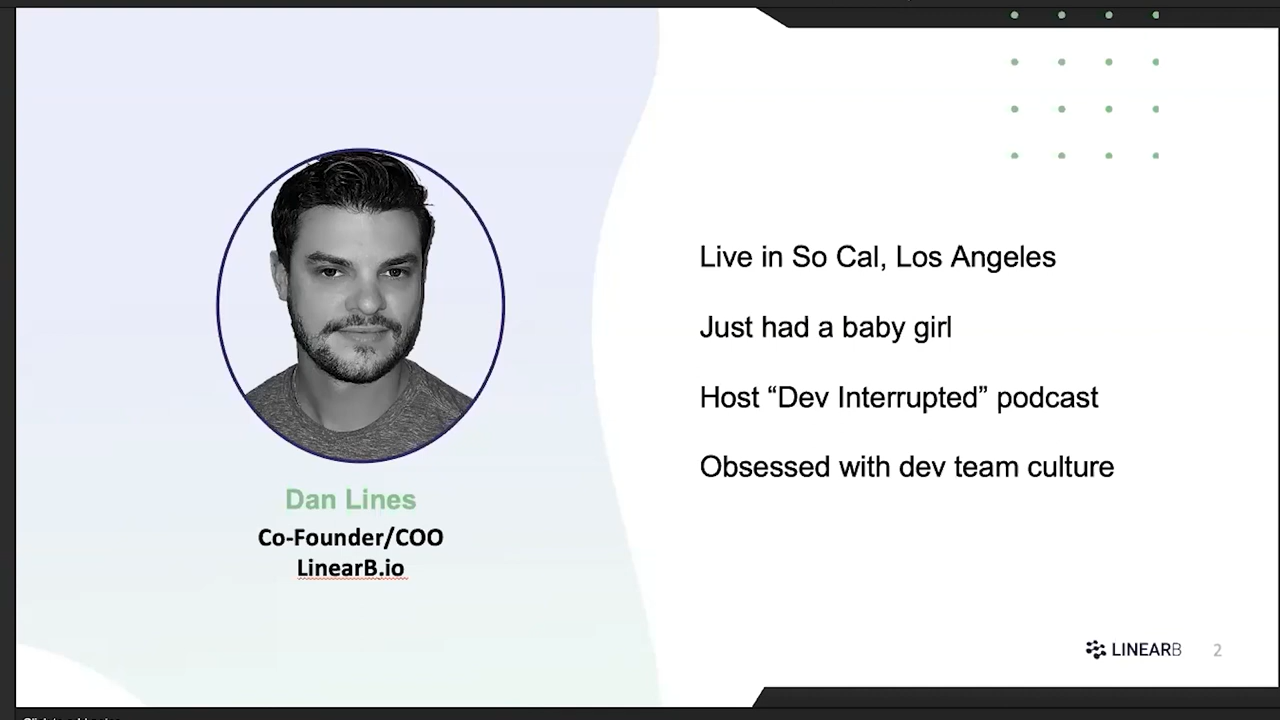 Live in So Cal, Los Angeles
Just had a baby girl
Host “Dev Interrupted” podcast
Obsessed with dev team culture
Dan Lines
Co-Founder/COO
LinearB.io
LINEARB 2